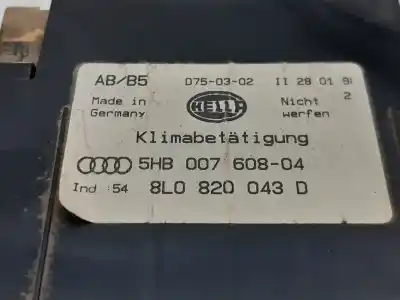 AB/B5 D75-03-02 II 28 01 9I
Made in Germany HELLA Nicht werfen 2
Klimabetätigung
5HB 007 608-04
Ind.:54 8L0 820 043 D